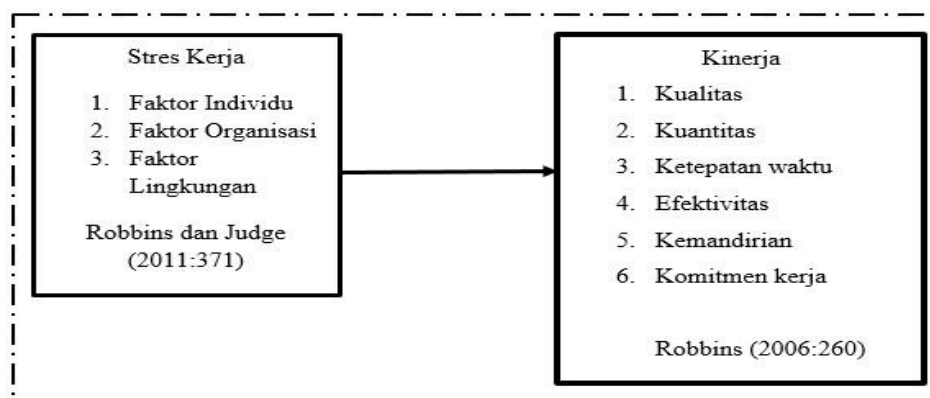 Stres Kerja
1. Faktor Individu
2. Faktor Organisasi
3. Faktor
Lingkungan
Robbins dan Judge
(2011:371)
Kinerja
1. Kualitas
2. Kuantitas
3. Ketepatan waktu
4. Efektivitas
5. Kemandirian
6. Komitmen kerja
Robbins (2006:260)